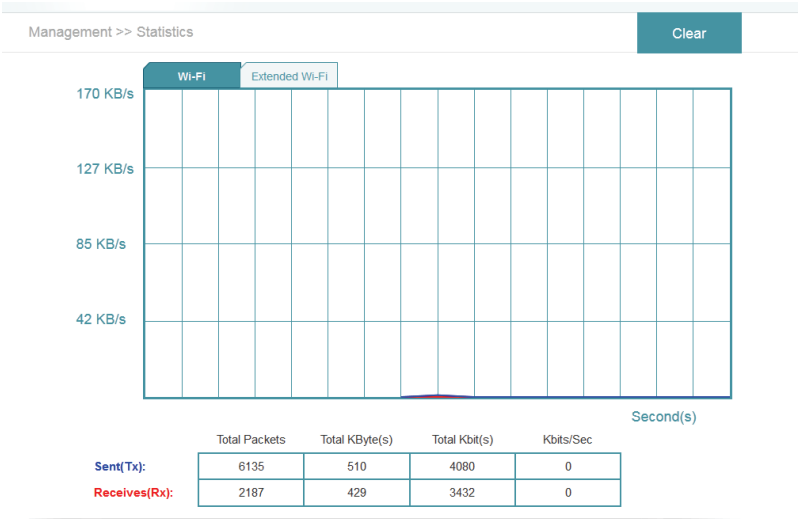 Management >> Statistics
Clear
Wi-Fi Extended Wi-Fi
170 KB/s
127 KB/s
85 KB/s
42 KB/s
Second(s)
Total Packets Total KByte(s) Total Kbit(s) Kbits/Sec
Sent(Tx): 6135 510 4080 0
Receives(Rx): 2187 429 3432 0